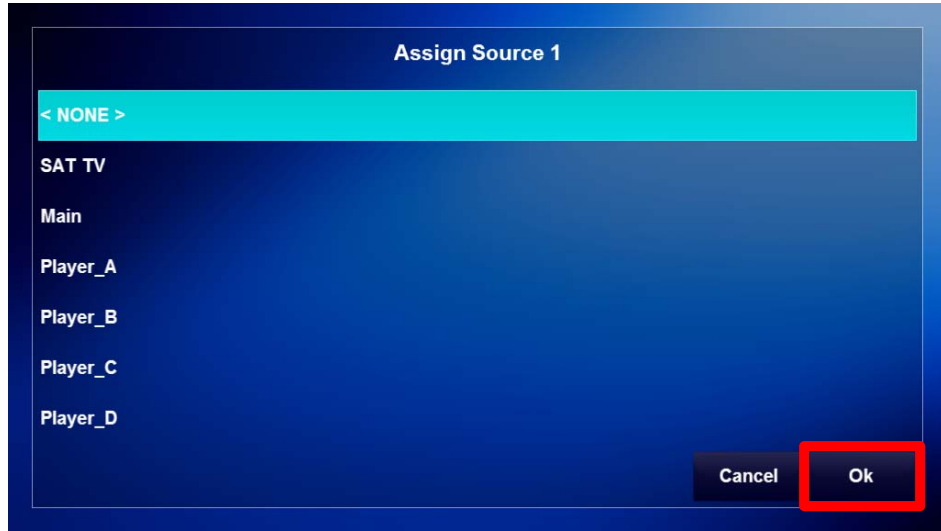 Assign Source 1
< NONE >
SAT TV
Main
Player_A
Player_B
Player_C
Player_D
Cancel Ok